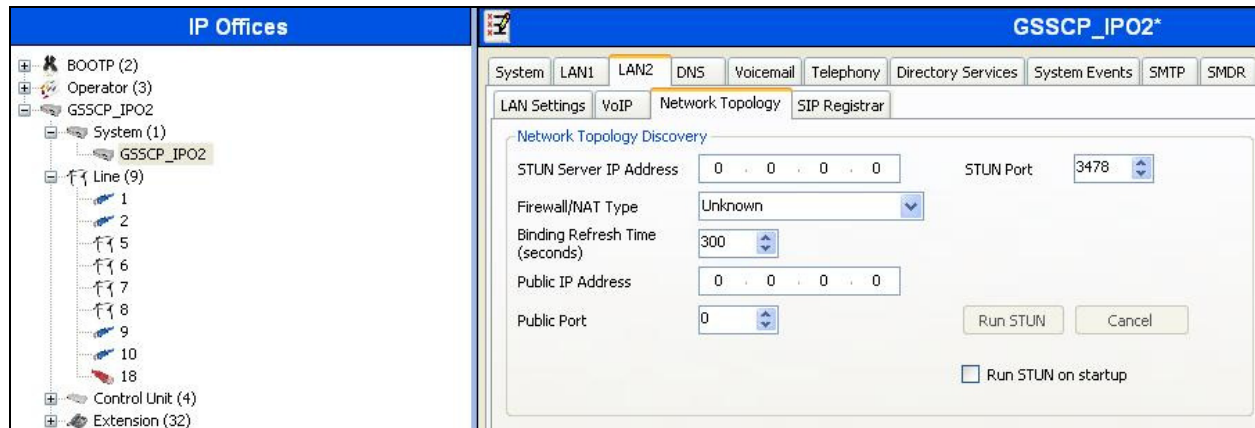 IP Offices
BOOTP (2)
Operator (3)
GSSCP_IPO2
System (1)
GSSCP_IPO2
Line (9)
1
2
5
6
7
8
9
10
18
Control Unit (4)
Extension (32)
GSSCP_IPO2*
System LAN1 LAN2 DNS Voicemail Telephony Directory Services System Events SMTP SMDR
LAN Settings VoIP Network Topology SIP Registrar
Network Topology Discovery
STUN Server IP Address 0 . 0 . 0 . 0 STUN Port 3478
Firewall/NAT Type Unknown
Binding Refresh Time
(seconds) 300
Public IP Address 0 . 0 . 0 . 0
Public Port 0 Run STUN Cancel
Run STUN on startup